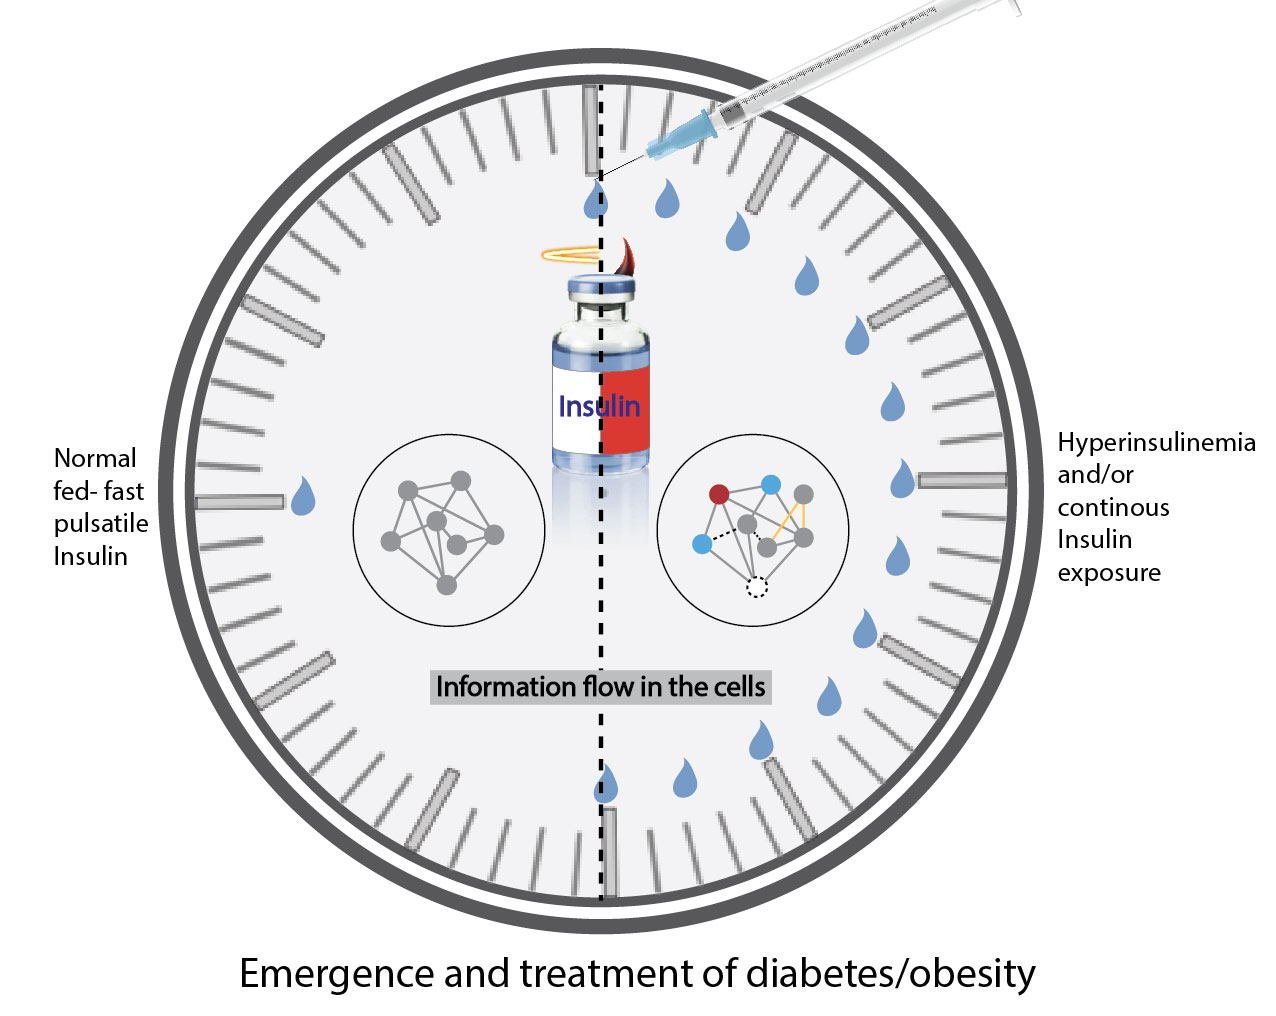 Insulin
Normal
fed- fast
pulsatile
Insulin
Hyperinsulinemia
and/or
continous
Insulin
exposure
Information flow in the cells
Emergence and treatment of diabetes/obesity